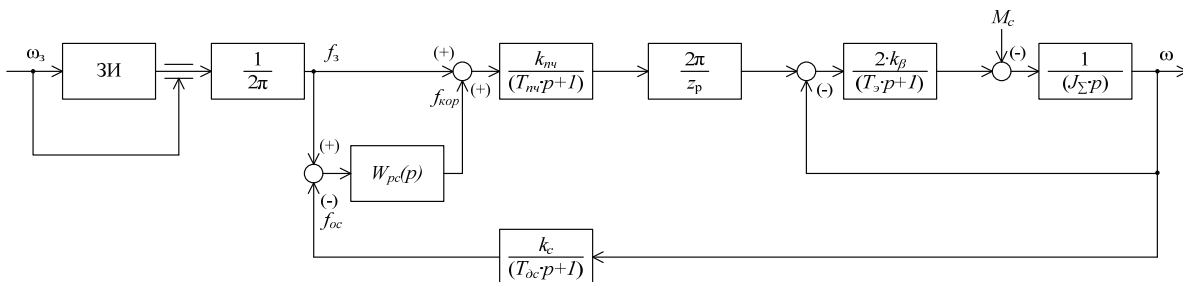 M_c
ω_з
ЗИ
1
2π
f_з
(+)
(+)
k_пч
(T_пч·p+1)
2π
z_р
(-)
2·k_β
(T_э·p+1)
(-)
1
(J_Σ·p)
ω
f_кор
(+)
W_рс(p)
(-)
f_ос
k_с
(T_дс·p+1)